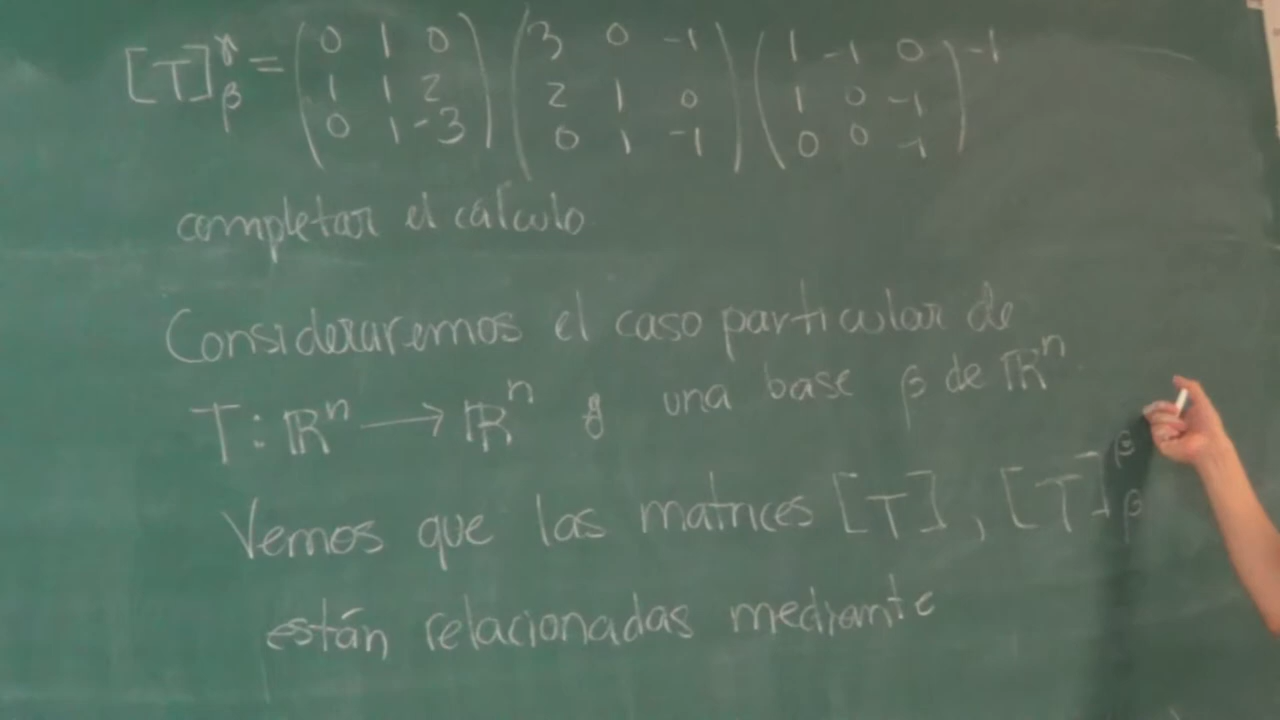 [T]^γ_β = (0 1 0) (3 0 -1) (1 -1 0)^-1
(1 1 2) (2 1 0) (1 0 -1)
(0 1 -3) (0 1 -1) (0 0 -1)
completar el cálculo
Consideraremos el caso particular de
T: ℝ^n → ℝ^n y una base β de ℝ^n
Vemos que las matrices [T], [T]^β_β
están relacionadas mediante